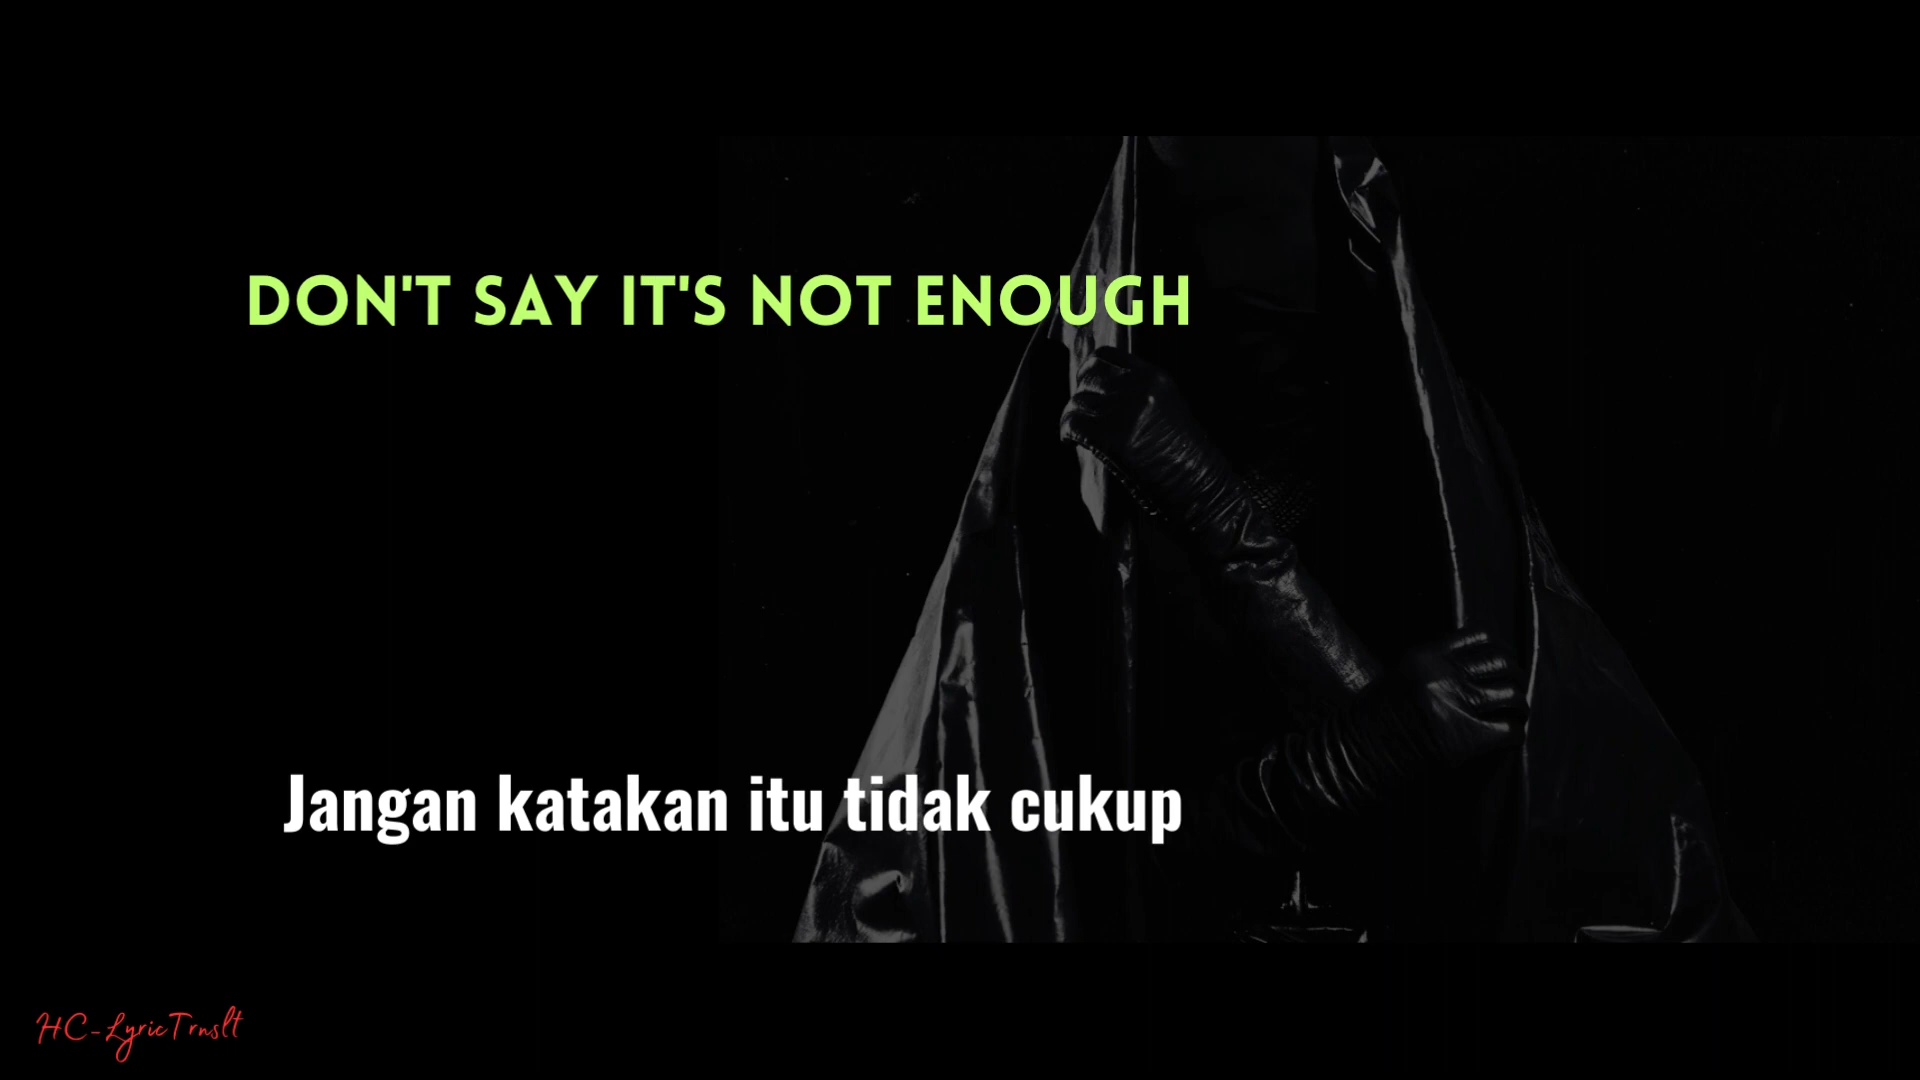 DON'T SAY IT'S NOT ENOUGH
Jangan katakan itu tidak cukup
HC-LyricTrnslt